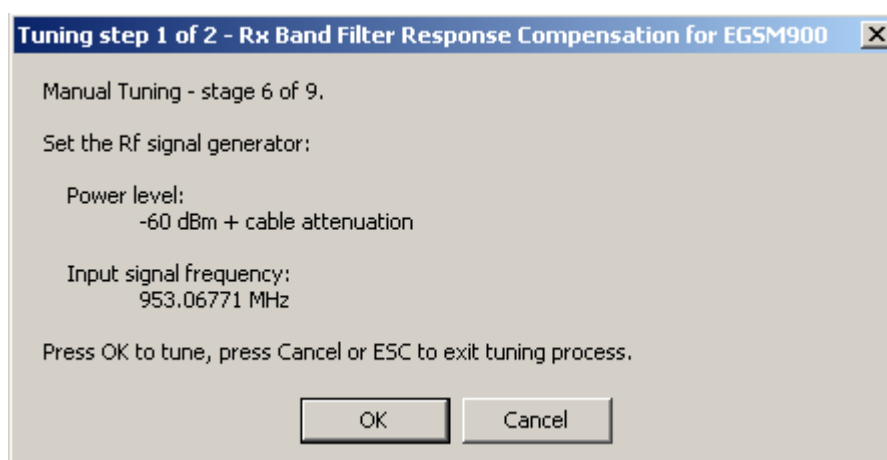 Tuning step 1 of 2 - Rx Band Filter Response Compensation for EGSM900
Manual Tuning - stage 6 of 9.
Set the Rf signal generator:
Power level:
-60 dBm + cable attenuation
Input signal frequency:
953.06771 MHz
Press OK to tune, press Cancel or ESC to exit tuning process.
OK
Cancel